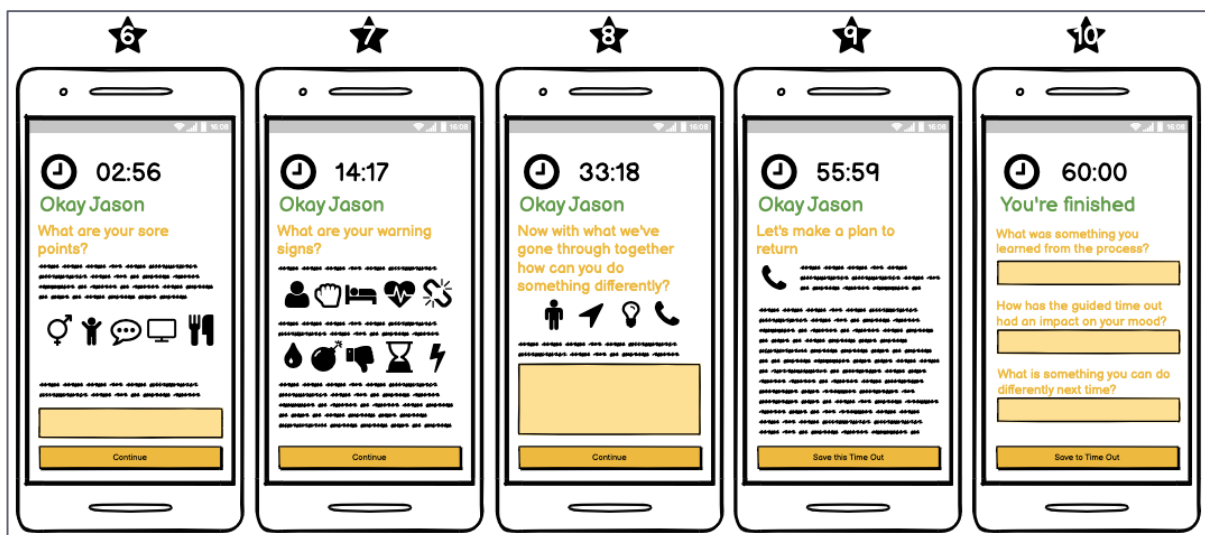 6
7
8
9
10
16:08
02:56
Okay Jason
What are your sore
points?
Continue
16:08
14:17
Okay Jason
What are your warning
signs?
Continue
16:08
33:18
Okay Jason
Now with what we've
gone through together
how can you do
something differently?
Continue
16:08
55:59
Okay Jason
Let's make a plan to
return
Save this Time Out
16:08
60:00
You're finished
What was something you
learned from the process?
How has the guided time out
had an impact on your mood?
What is something you can do
differently next time?
Save to Time Out